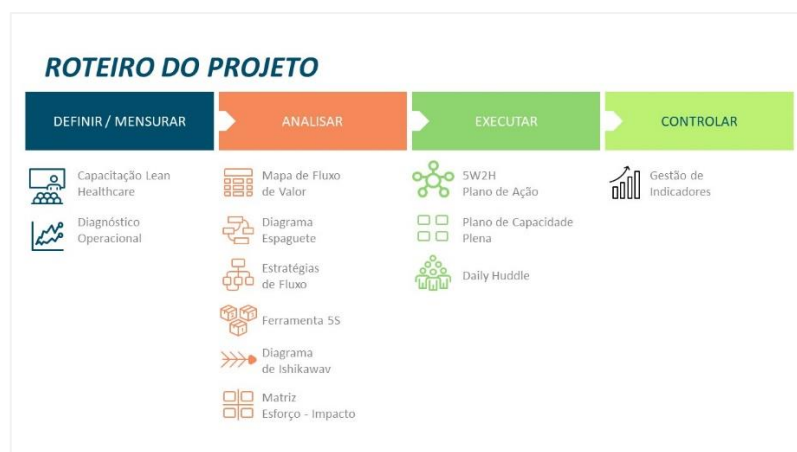 ROTEIRO DO PROJETO
DEFINIR / MENSURAR
ANALISAR
EXECUTAR
CONTROLAR
Capacitação Lean
Healthcare
Diagnóstico
Operacional
Mapa de Fluxo
de Valor
Diagrama
Espaguete
Estratégias
de Fluxo
Ferramenta 5S
Diagrama
de Ishikawav
Matriz
Esforço - Impacto
5W2H
Plano de Ação
Plano de Capacidade
Plena
Daily Huddle
Gestão de
Indicadores